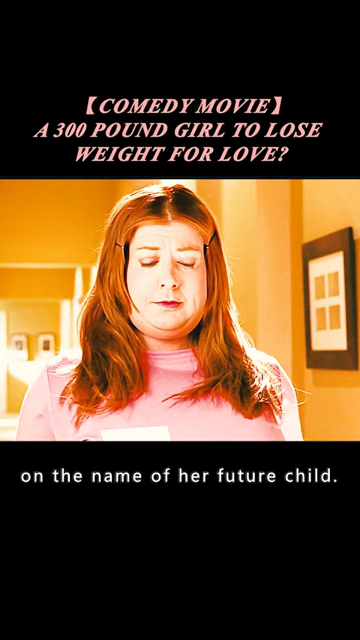 【COMEDY MOVIE】
A 300 POUND GIRL TO LOSE
WEIGHT FOR LOVE?
on the name of her future child.